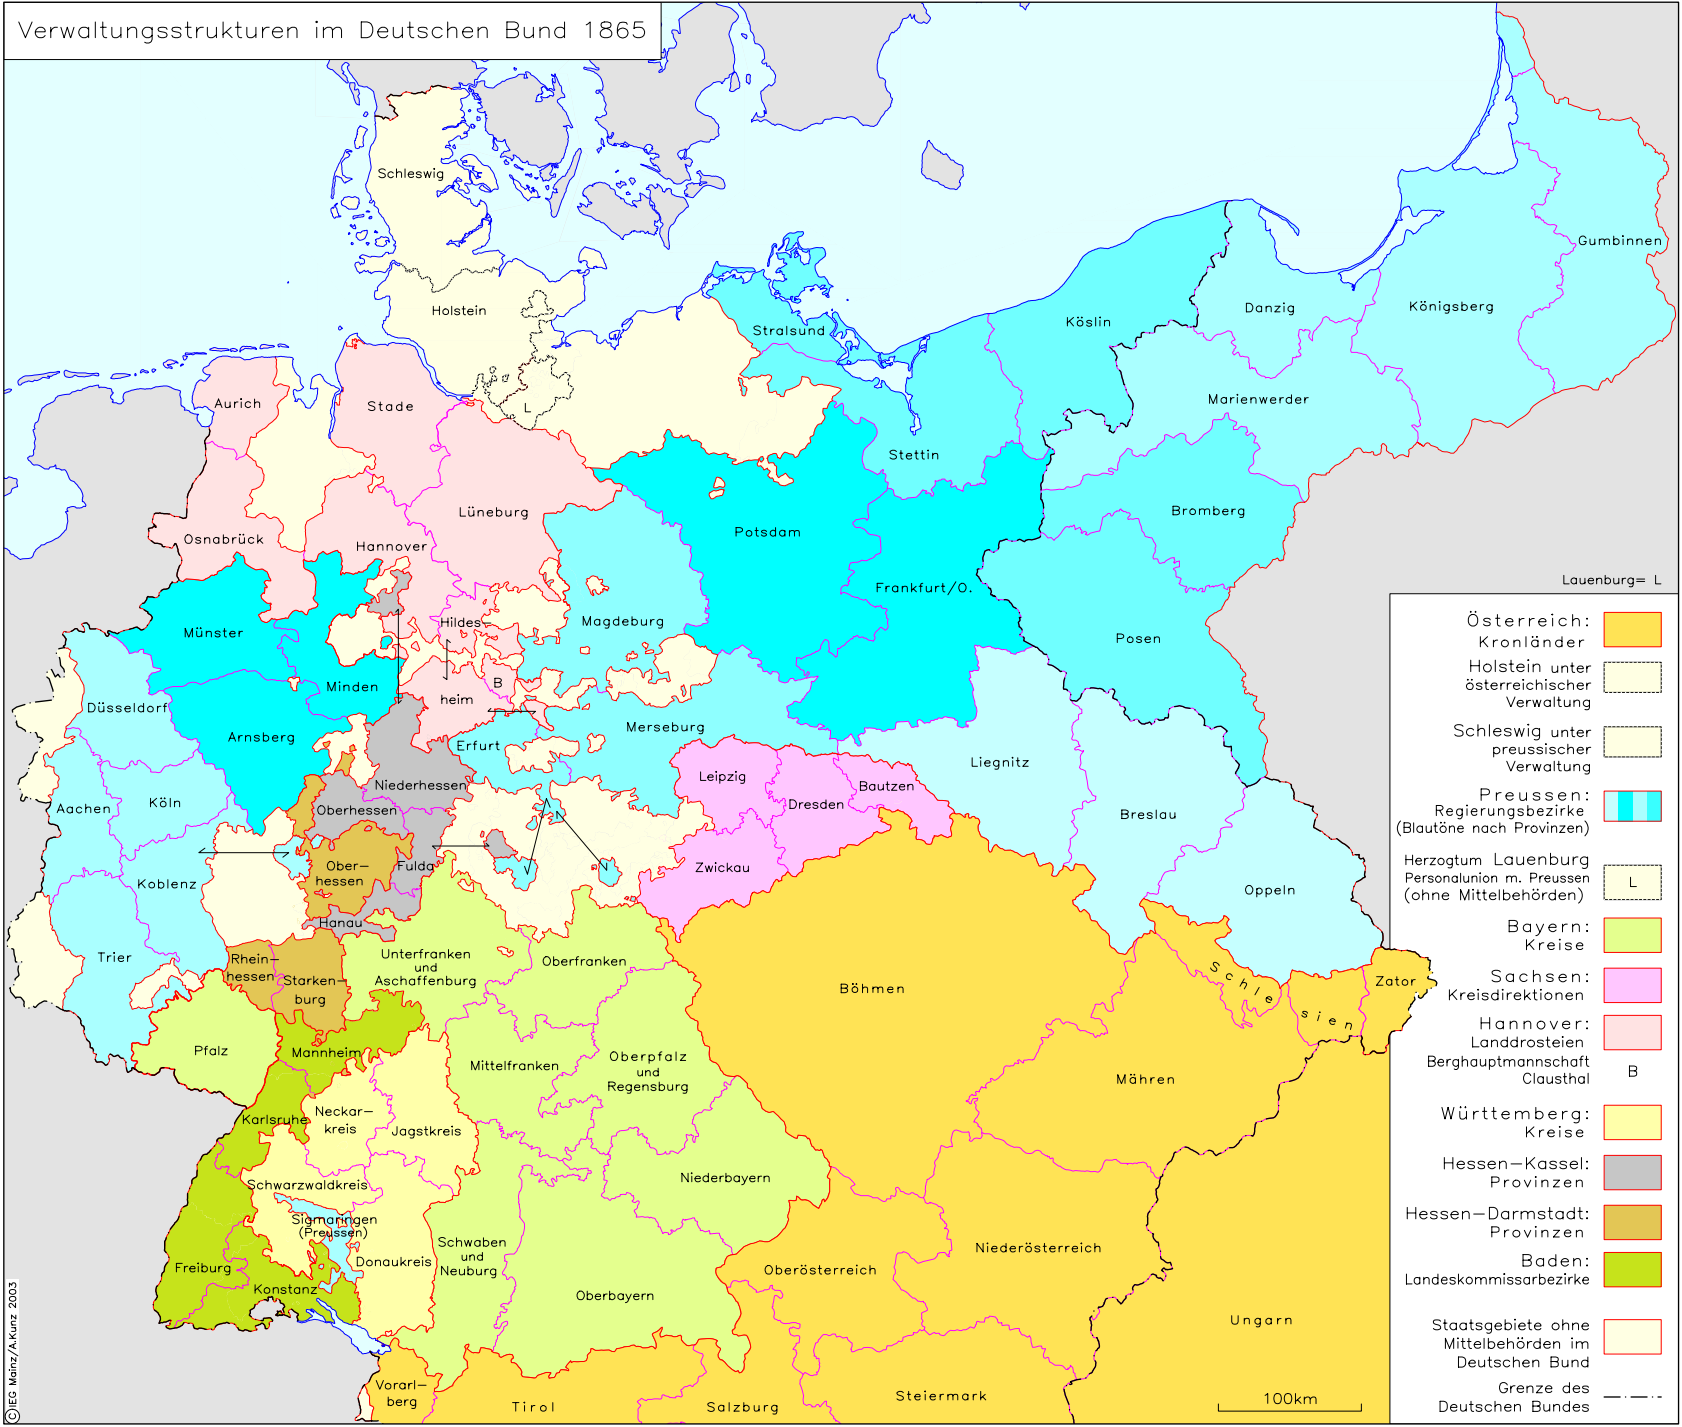 Verwaltungsstrukturen im Deutschen Bund 1865
Schleswig
Holstein
L
Stralsund
Köslin
Danzig
Königsberg
Gumbinnen
Aurich
Stade
Stettin
Marienwerder
Lüneburg
Osnabrück
Hannover
Potsdam
Bromberg
Frankfurt/O.
Posen
Münster
Hildes-
heim
B
Magdeburg
Minden
Düsseldorf
Arnsberg
Erfurt
Merseburg
Liegnitz
Breslau
Oppeln
Aachen
Köln
Niederhessen
Oberhessen
Leipzig
Dresden
Bautzen
Zwickau
N
N
Koblenz
Ober-
hessen
Fulda
Hanau
Trier
Rhein-
hessen
Starken-
burg
Unterfranken
und
Aschaffenburg
Oberfranken
Böhmen
Schle
sien
Zator
Pfalz
Mannheim
Mittelfranken
Oberpfalz
und
Regensburg
Mähren
Karlsruhe
Neckar-
kreis
Jagstkreis
Schwarzwaldkreis
Niederbayern
Sigmaringen
(Preussen)
Donaukreis
Schwaben
und
Neuburg
Freiburg
Konstanz
Oberbayern
Oberösterreich
Niederösterreich
Ungarn
Vorarl-
berg
Tirol
Salzburg
Steiermark
100km
Lauenburg= L
Österreich:
Kronländer
Holstein unter
österreichischer
Verwaltung
Schleswig unter
preussischer
Verwaltung
Preussen:
Regierungsbezirke
(Blautöne nach Provinzen)
Herzogtum Lauenburg
Personalunion m. Preussen
(ohne Mittelbehörden)
L
Bayern:
Kreise
Sachsen:
Kreisdirektionen
Hannover:
Landdrosteien
Berghauptmannschaft
Clausthal
B
Württemberg:
Kreise
Hessen-Kassel:
Provinzen
Hessen-Darmstadt:
Provinzen
Baden:
Landeskommissarbezirke
Staatsgebiete ohne
Mittelbehörden im
Deutschen Bund
Grenze des
Deutschen Bundes
©IEG Mainz/A.Kunz 2003